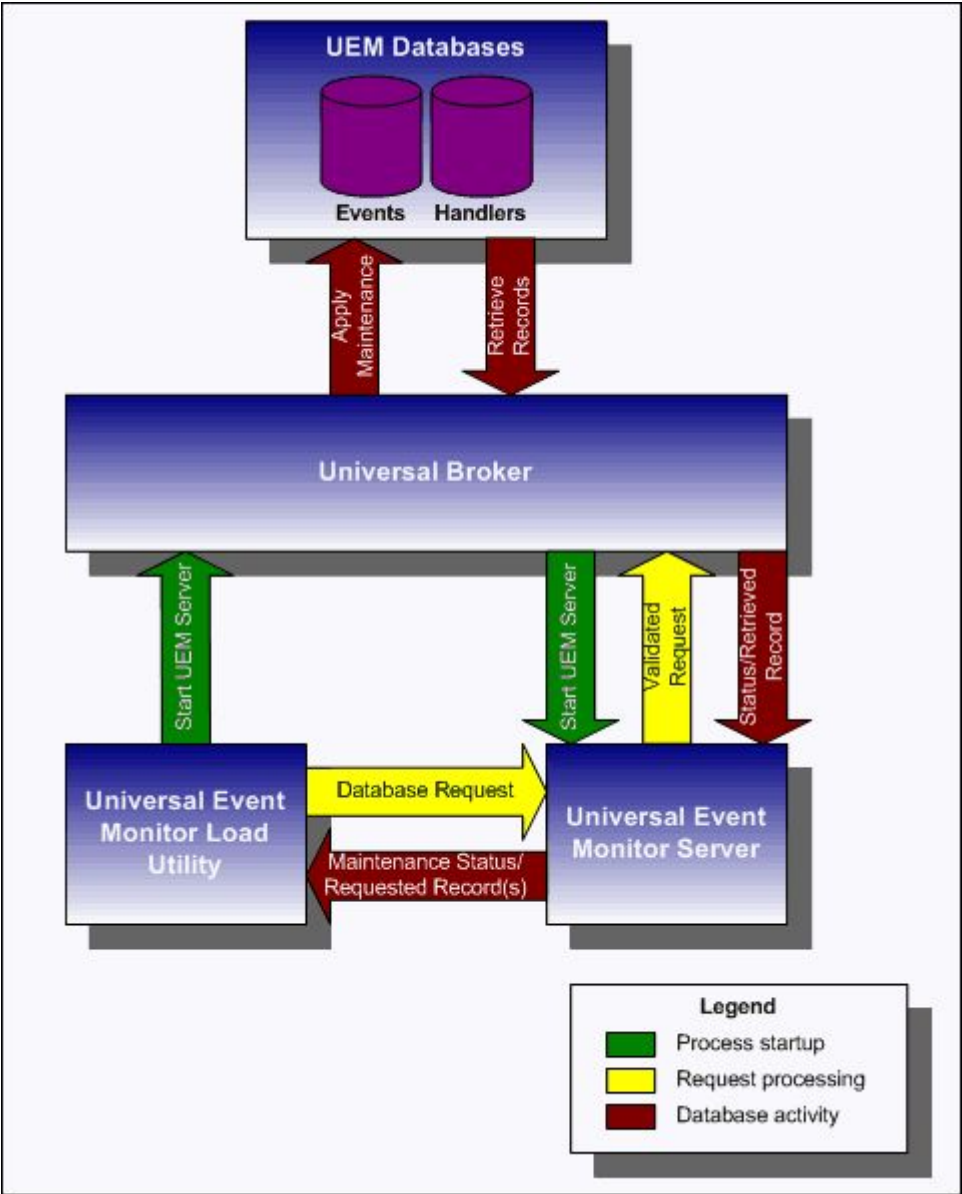 UEM Databases
Events
Handlers
Apply
Maintenance
Retrieve
Records
Universal Broker
Start UEM Server
Start UEM Server
Validated
Request
Status/Retrieved
Record
Universal Event
Monitor Load
Utility
Database Request
Maintenance Status/
Requested Record(s)
Universal Event
Monitor Server
Legend
Process startup
Request processing
Database activity